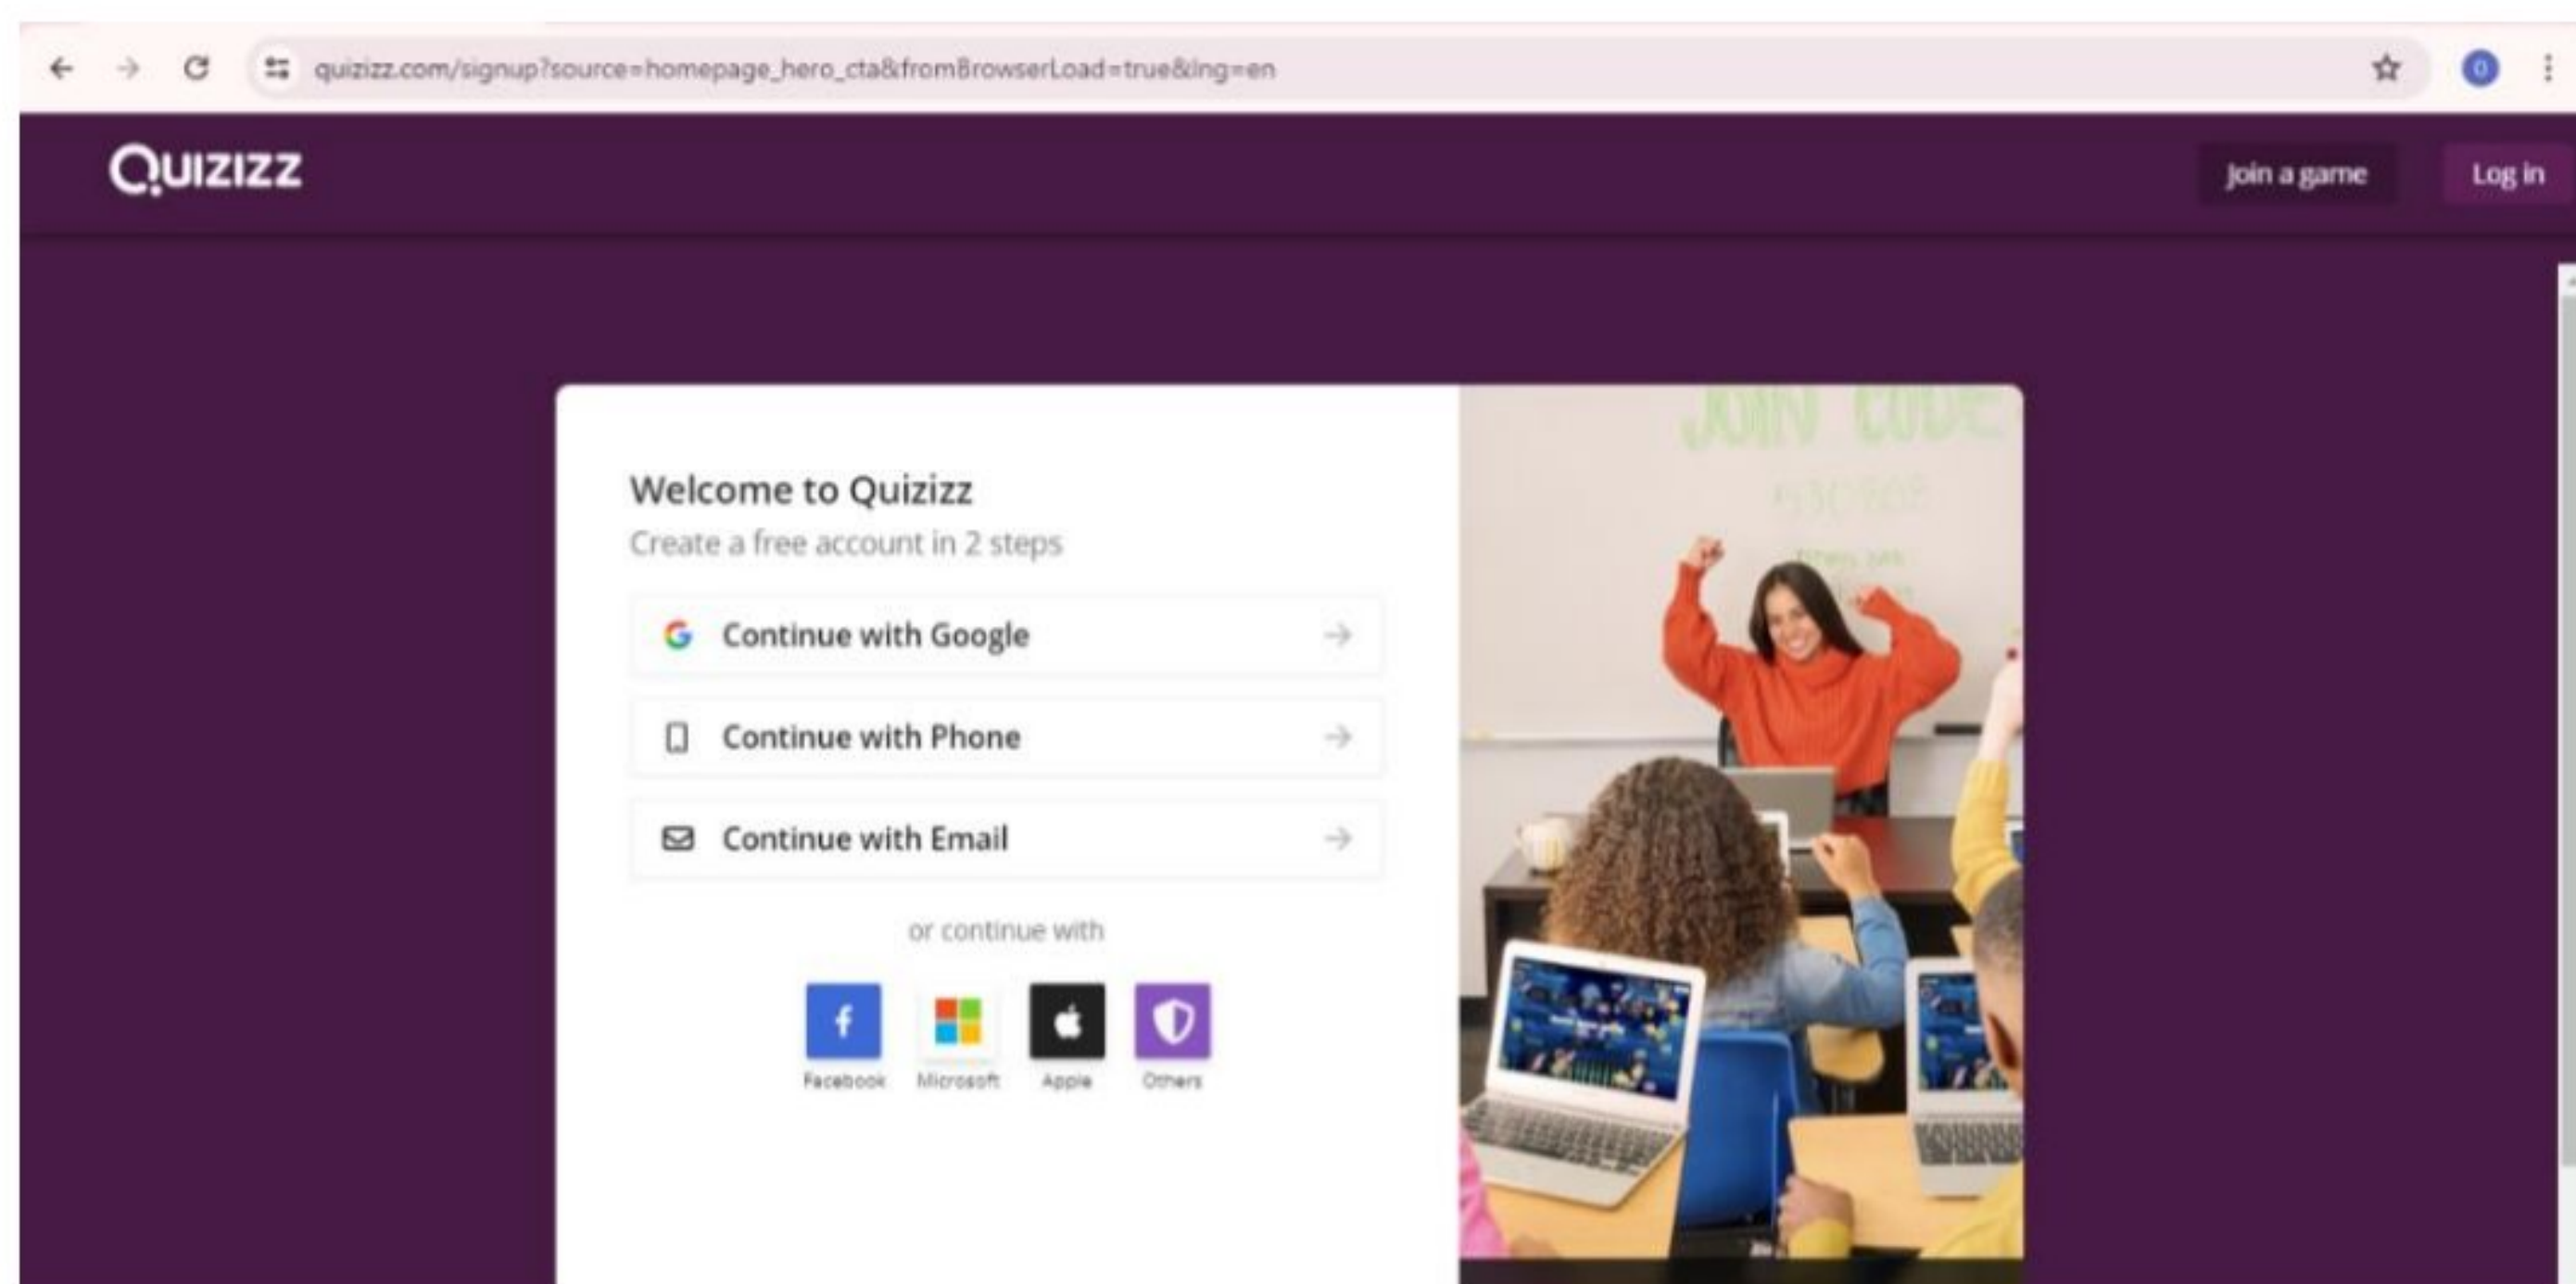 quizizz.com/signup?source=homepage_hero_cta&fromBrowserLoad=true&lng=en
0
Quizizz
Join a game
Log in
Welcome to Quizizz
Create a free account in 2 steps
Continue with Google
Continue with Phone
Continue with Email
or continue with
Facebook
Microsoft
Apple
Others
JOIN CODE